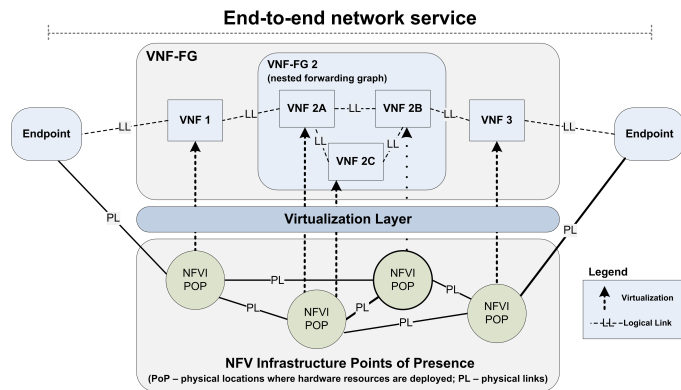 End-to-end network service
VNF-FG
VNF-FG 2
(nested forwarding graph)
Endpoint
LL
VNF 1
LL
VNF 2A
LL
VNF 2B
LL
VNF 3
LL
Endpoint
LL
LL
VNF 2C
Virtualization Layer
PL
PL
NFVI
POP
PL
NFVI
POP
PL
PL
NFVI
POP
PL
PL
NFVI
POP
PL
NFV Infrastructure Points of Presence
(PoP – physical locations where hardware resources are deployed; PL – physical links)
Legend
Virtualization
LL
Logical Link